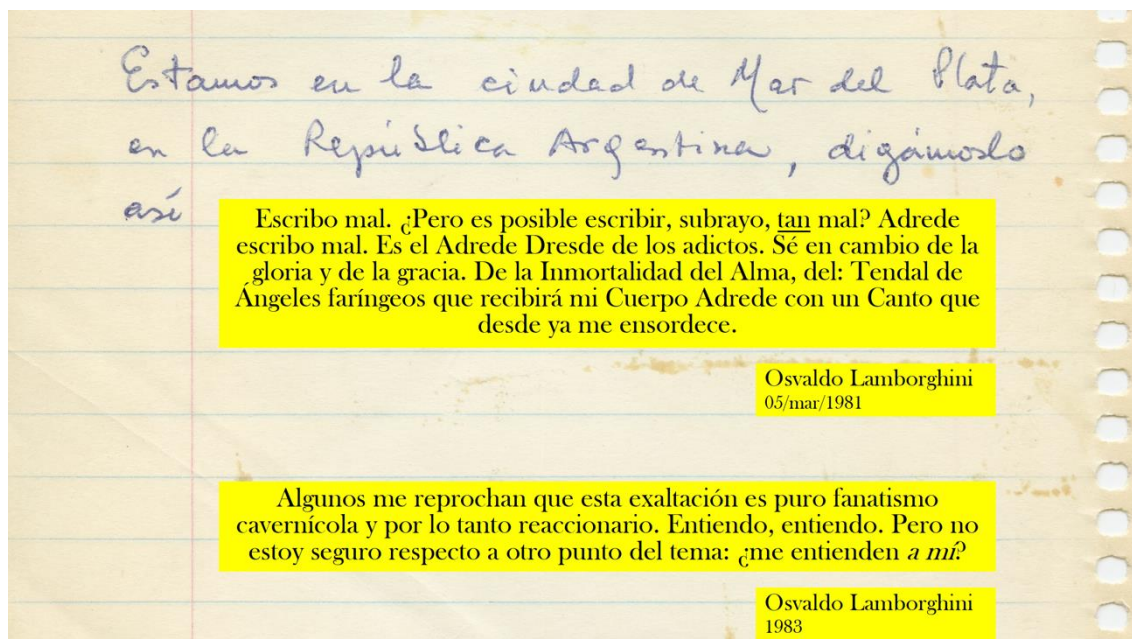 Estamos en la ciudad de Mar del Plata,
en la República Argentina, digámoslo
así
Escribo mal. ¿Pero es posible escribir, subrayo, tan mal? Adrede
escribo mal. Es el Adrede Dresde de los adictos. Sé en cambio de la
gloria y de la gracia. De la Inmortalidad del Alma, del: Tendal de
Ángeles faríngeos que recibirá mi Cuerpo Adrede con un Canto que
desde ya me ensordece.
Osvaldo Lamborghini
05/mar/1981
Algunos me reprochan que esta exaltación es puro fanatismo
cavernícola y por lo tanto reaccionario. Entiendo, entiendo. Pero no
estoy seguro respecto a otro punto del tema: ¿me entienden a mí?
Osvaldo Lamborghini
1983